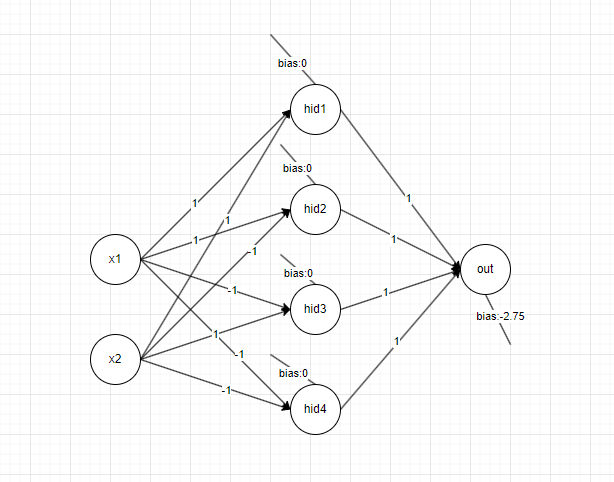 bias:0
hid1
1
bias:0
1
hid2
1
1
1
-1
x1
out
bias:0
-1
1
hid3
bias:-2.75
1
1
-1
x2
bias:0
-1
hid4